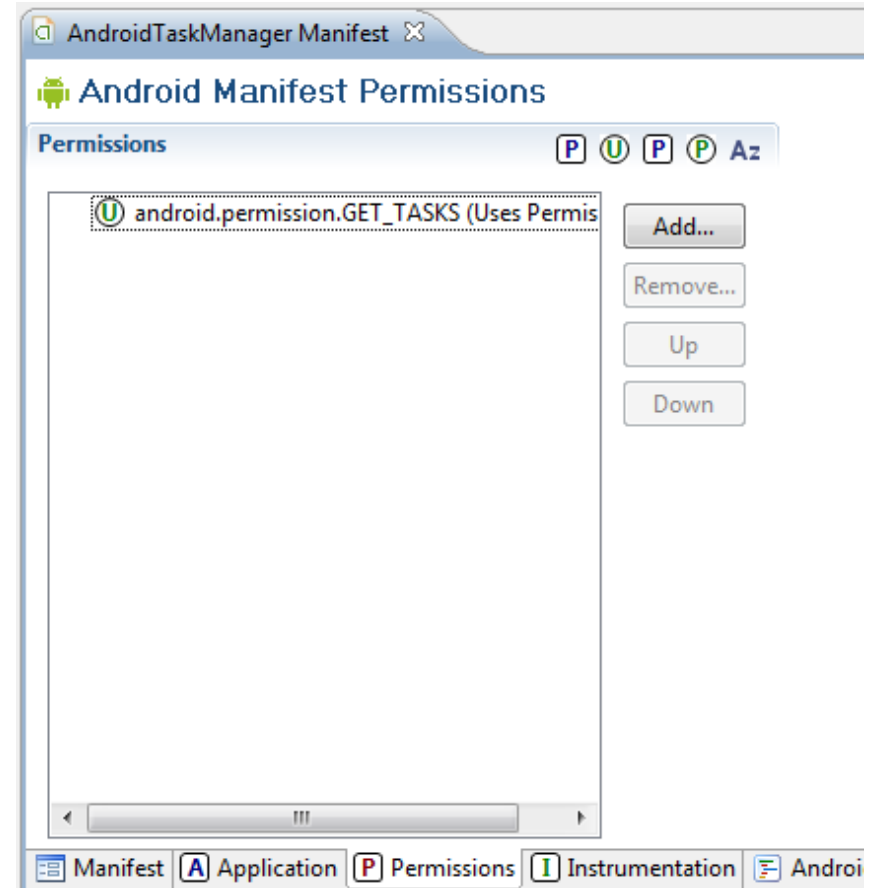 AndroidTaskManager Manifest
Android Manifest Permissions
Permissions
P U P P Az
U android.permission.GET_TASKS (Uses Permis
Add...
Remove...
Up
Down
Manifest A Application P Permissions I Instrumentation Androi